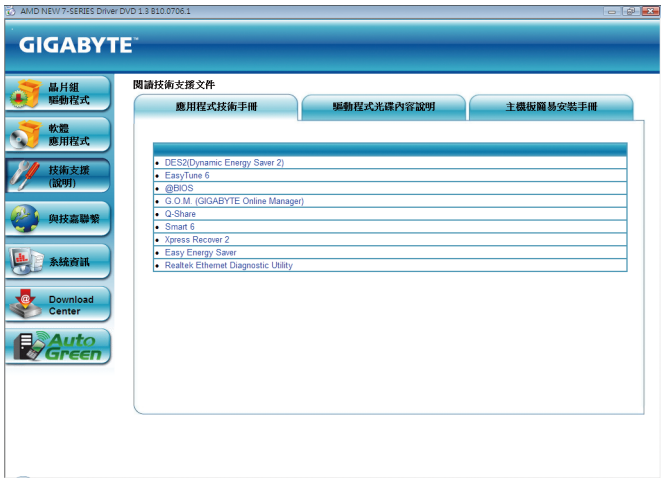 AMD NEW 7-SERIES Driver DVD 1.3 B10.0706.1
GIGABYTE™
晶片組
驅動程式
軟體
應用程式
技術支援
(說明)
與技嘉聯繫
系統資訊
Download
Center
Auto
Green
閱讀技術支援文件
應用程式技術手冊
驅動程式光碟內容說明
主機板簡易安裝手冊
• DES2(Dynamic Energy Saver 2)
• EasyTune 6
• @BIOS
• G.O.M. (GIGABYTE Online Manager)
• Q-Share
• Smart 6
• Xpress Recover 2
• Easy Energy Saver
• Realtek Ethernet Diagnostic Utility